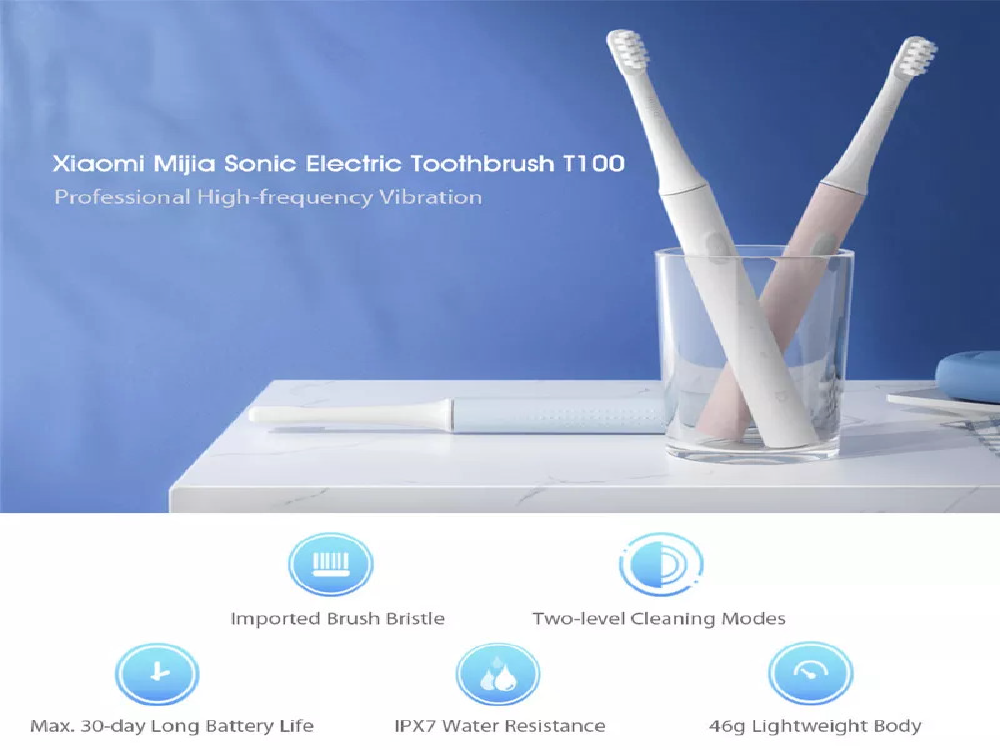 Xiaomi Mijia Sonic Electric Toothbrush T100
Professional High-frequency Vibration
Imported Brush Bristle
Two-level Cleaning Modes
Max. 30-day Long Battery Life
IPX7 Water Resistance
46g Lightweight Body